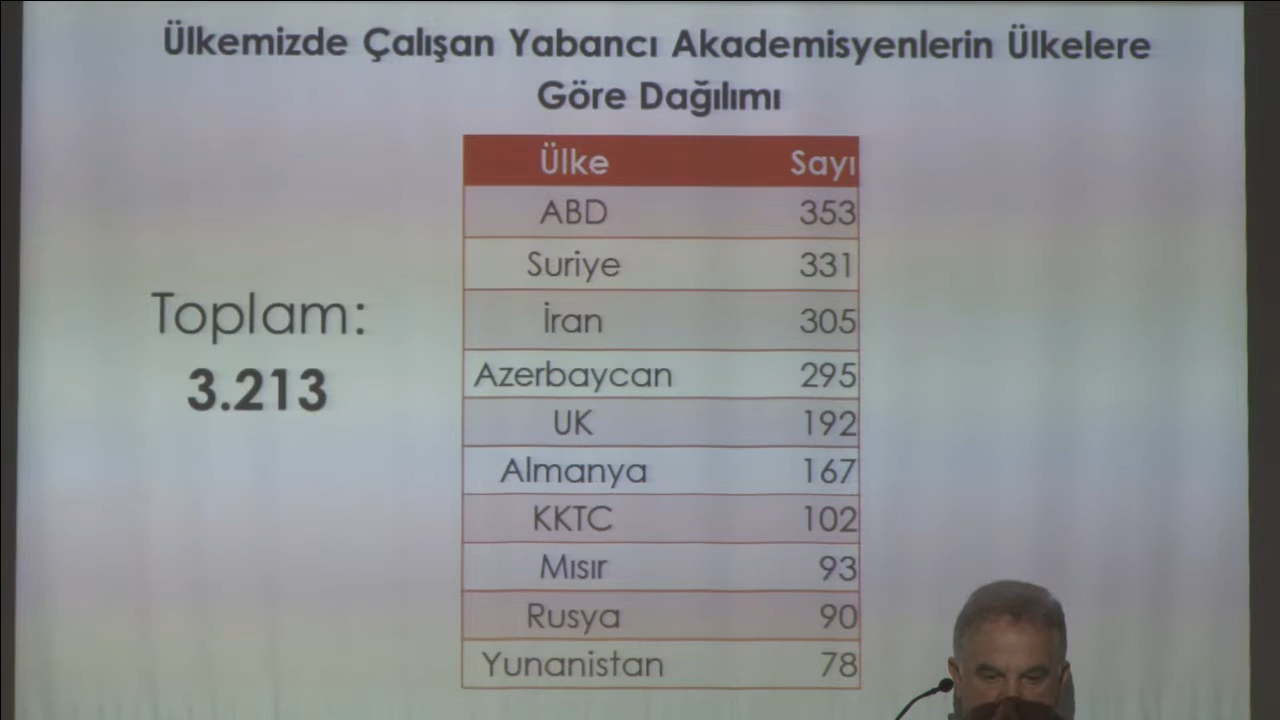 Ülkemizde Çalışan Yabancı Akademisyenlerin Ülkelere
Göre Dağılımı
Toplam:
3.213
Ülke Sayı
ABD 353
Suriye 331
İran 305
Azerbaycan 295
UK 192
Almanya 167
KKTC 102
Mısır 93
Rusya 90
Yunanistan 78